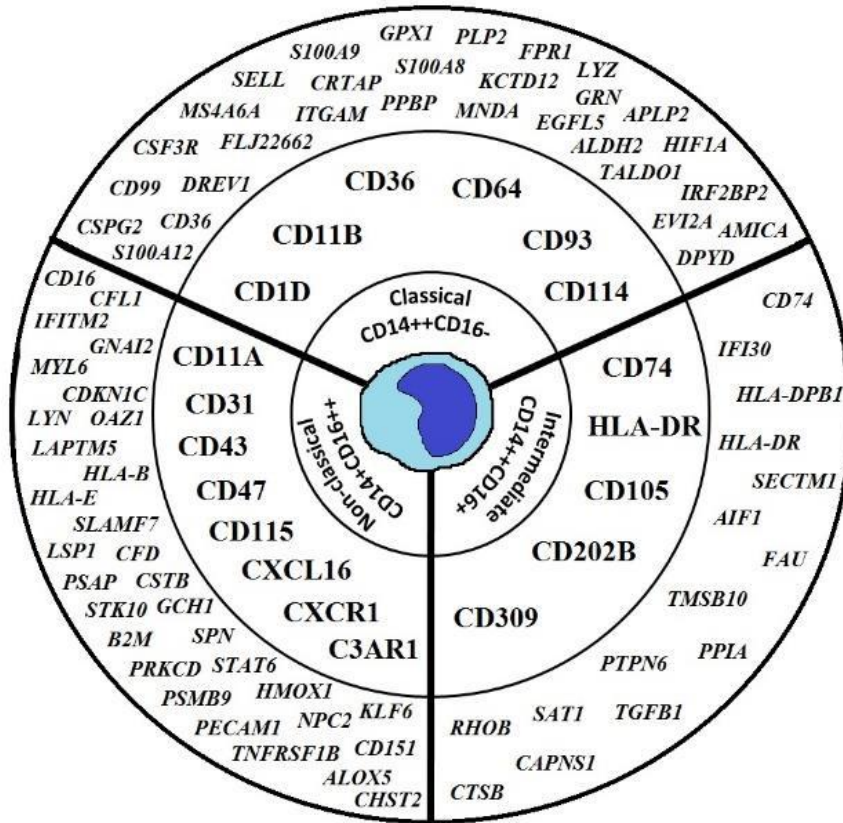 GPX1
PLP2
S100A9
FPR1
S100A8
LYZ
SELL
CRTAP
KCTD12
GRN
MS4A6A
ITGAM
PPBP
MNDA
EGFL5
APLP2
CSF3R
FLJ22662
ALDH2
HIF1A
CD99
DREV1
TALDO1
IRF2BP2
CSPG2
CD36
EVI2A
AMICA
S100A12
DPYD
CD36
CD64
CD11B
CD93
CD1D
CD114
Classical
CD14++CD16-
CD74
IFI30
HLA-DPB1
HLA-DR
SECTM1
AIF1
FAU
TMSB10
PPIA
PTPN6
TGFB1
SAT1
RHOB
CAPNS1
CTSB
CD74
HLA-DR
CD105
CD202B
CD309
Intermediate
CD14++CD16+
CD16
CFL1
IFITM2
GNAI2
MYL6
CDKN1C
LYN
OAZ1
LAPTM5
HLA-B
HLA-E
SLAMF7
LSP1
CFD
PSAP
CSTB
STK10
GCH1
B2M
SPN
PRKCD
STAT6
PSMB9
HMOX1
PECAM1
NPC2
KLF6
TNFRSF1B
CD151
ALOX5
CHST2
CD11A
CD31
CD43
CD47
CD115
CXCL16
CXCR1
C3AR1
Non-classical
CD14+CD16++